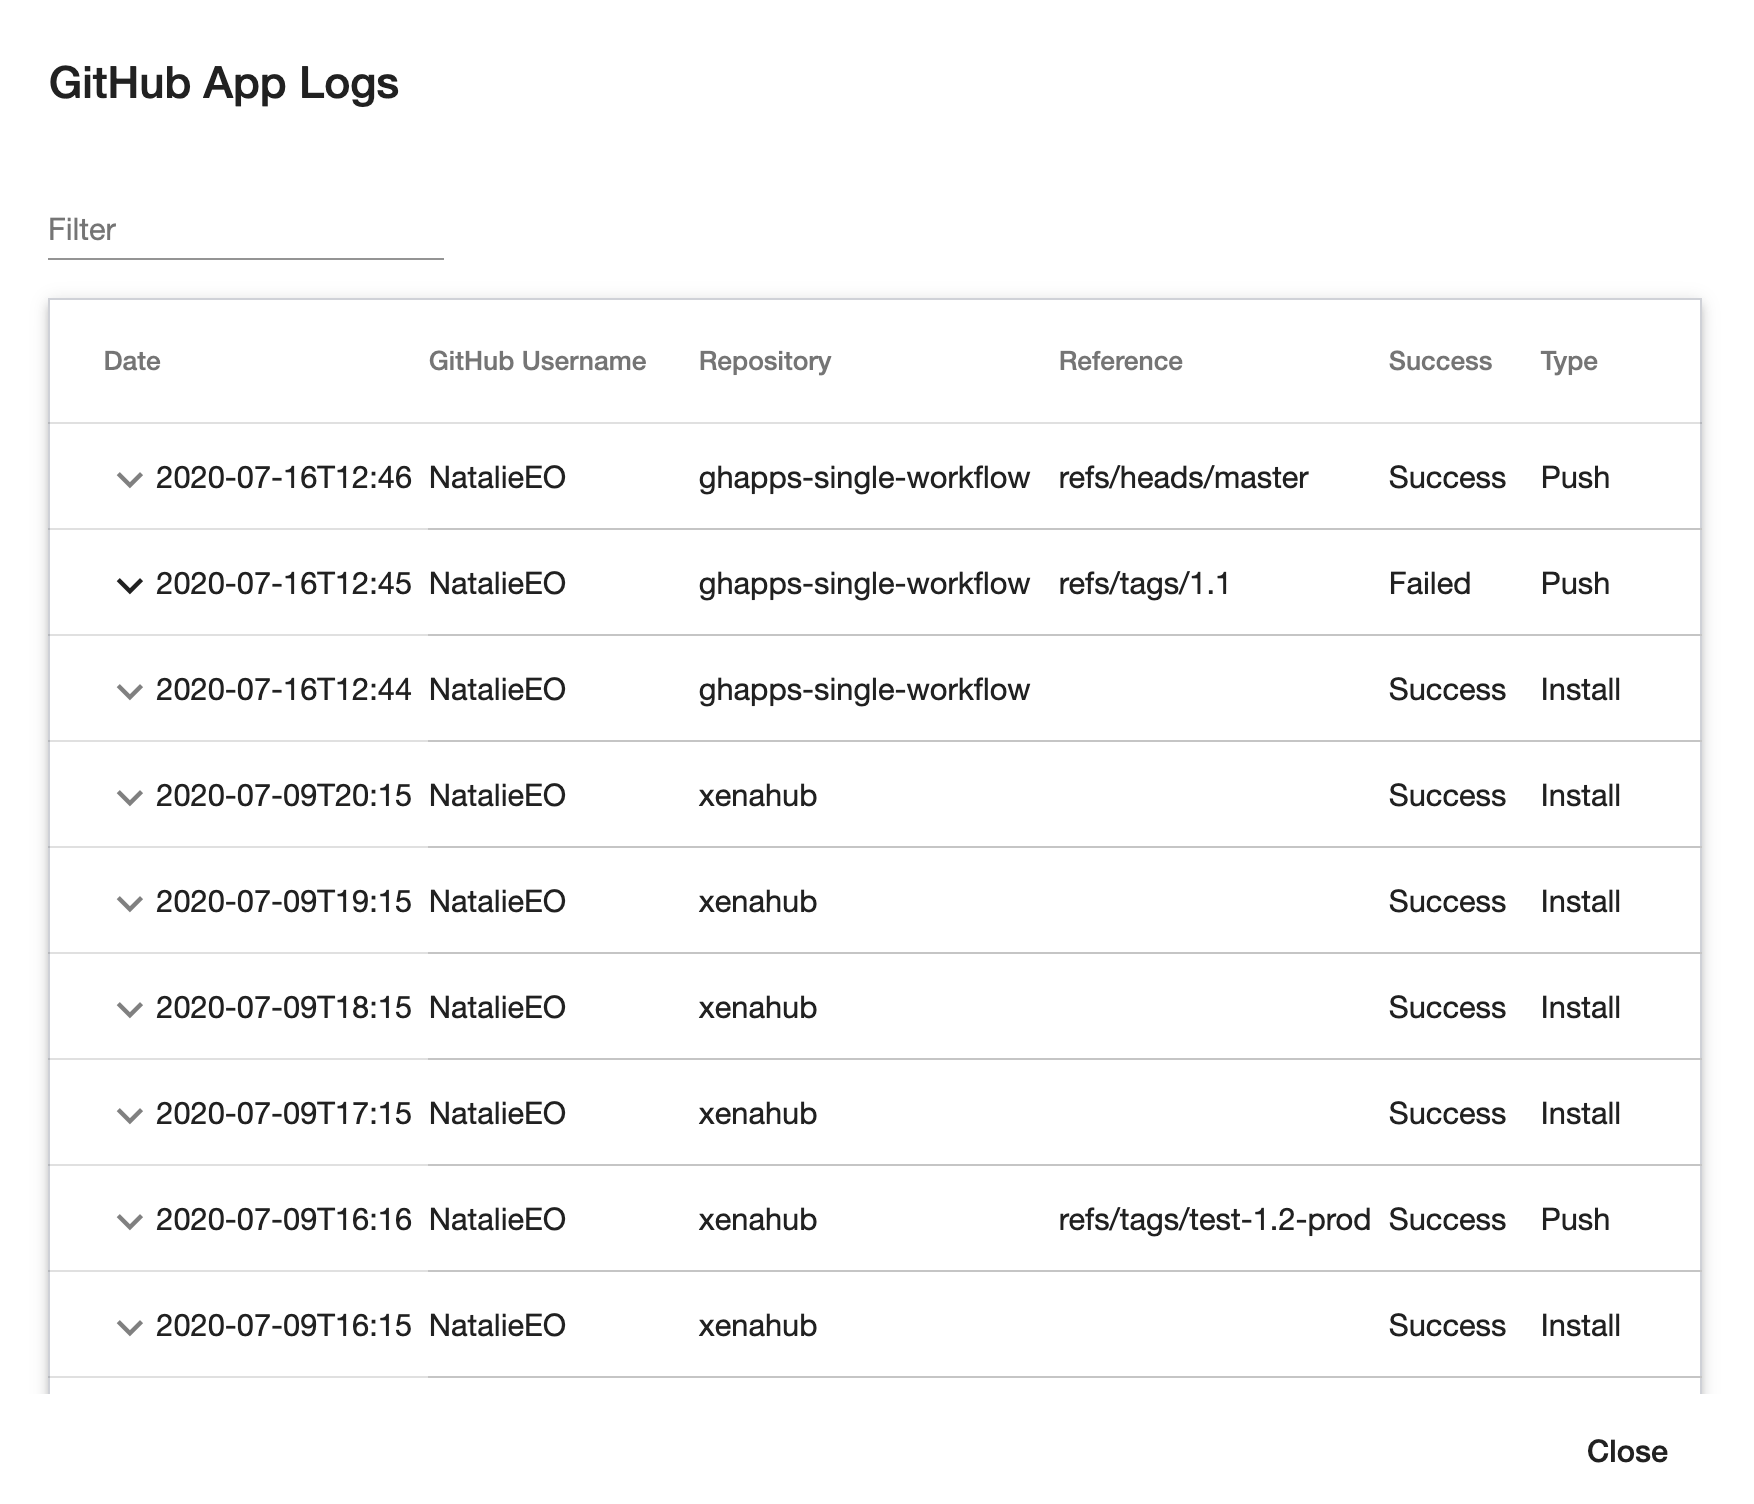 GitHub App Logs
Filter
Date GitHub Username Repository Reference Success Type
2020-07-16T12:46 NatalieEO ghapps-single-workflow refs/heads/master Success Push
2020-07-16T12:45 NatalieEO ghapps-single-workflow refs/tags/1.1 Failed Push
2020-07-16T12:44 NatalieEO ghapps-single-workflow Success Install
2020-07-09T20:15 NatalieEO xenahub Success Install
2020-07-09T19:15 NatalieEO xenahub Success Install
2020-07-09T18:15 NatalieEO xenahub Success Install
2020-07-09T17:15 NatalieEO xenahub Success Install
2020-07-09T16:16 NatalieEO xenahub refs/tags/test-1.2-prod Success Push
2020-07-09T16:15 NatalieEO xenahub Success Install
Close